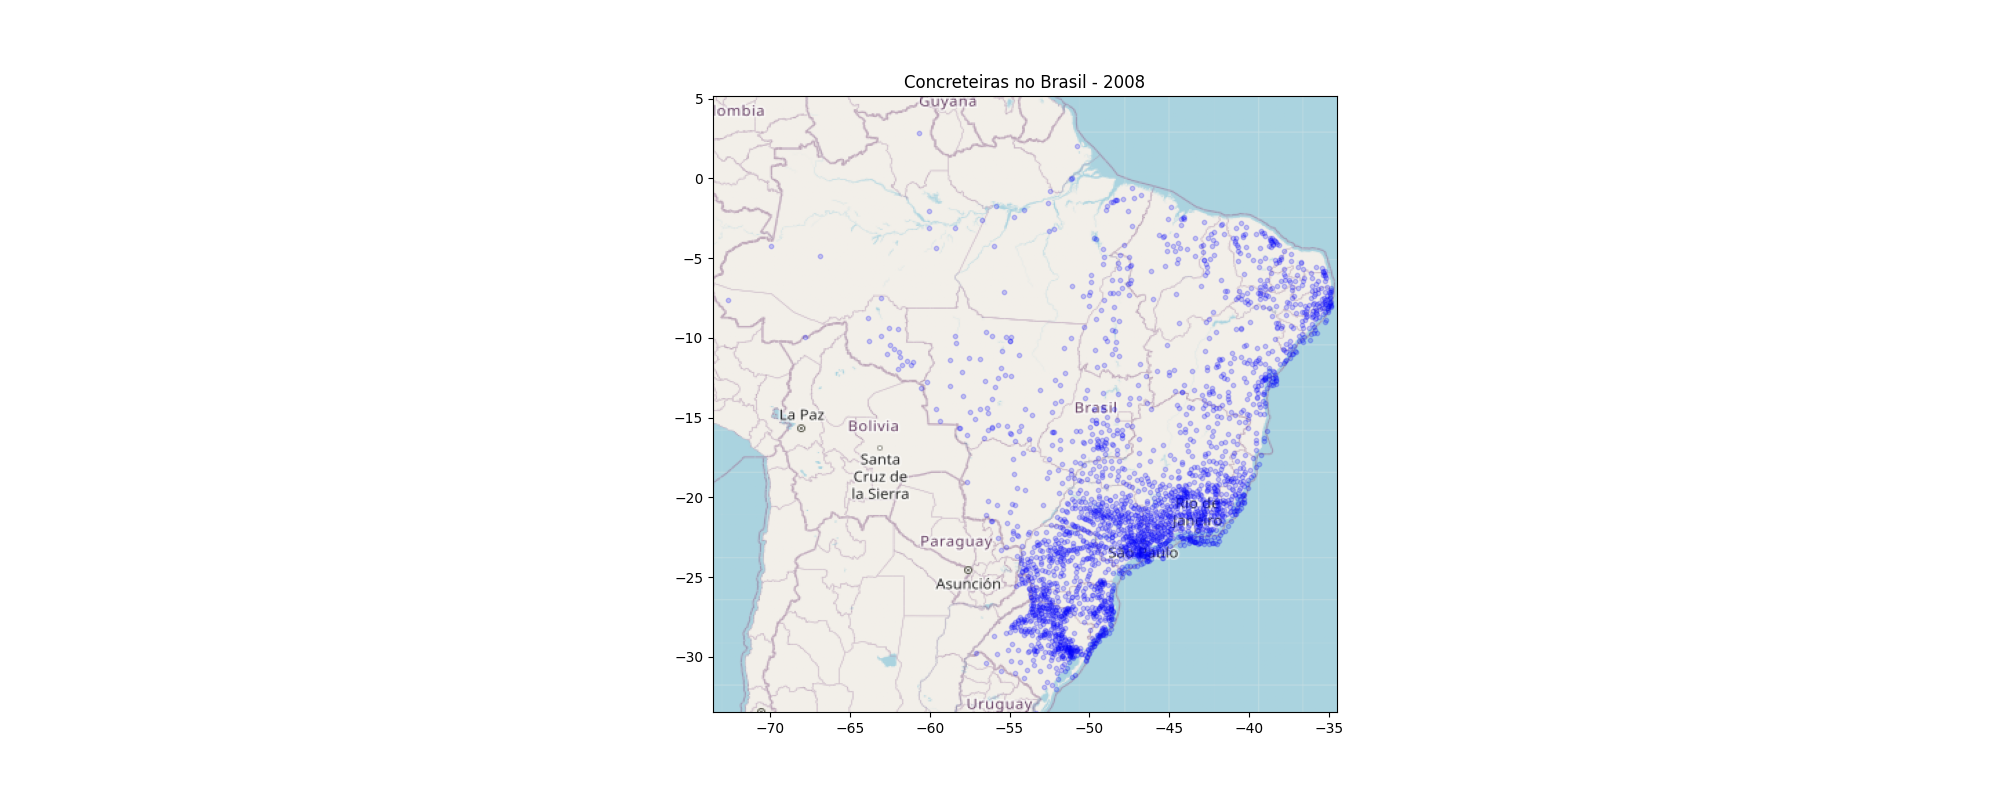 Concreteiras no Brasil - 2008
5
0
−5
−10
−15
−20
−25
−30
lombia
Guyana
Brasil
La Paz
Bolivia
Santa
Cruz de
la Sierra
Rio de
Janeiro
Paraguay
São Paulo
Asunción
Uruguay
−70
−65
−60
−55
−50
−45
−40
−35